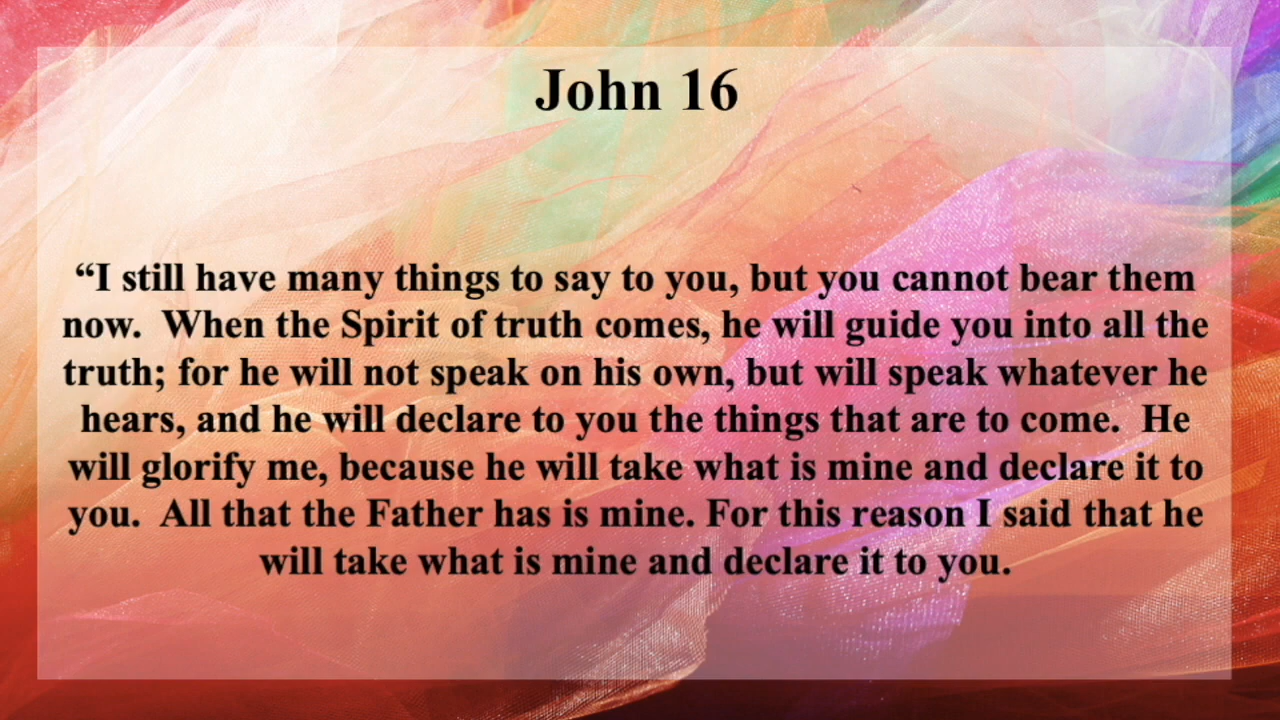 John 16
“I still have many things to say to you, but you cannot bear them
now.  When the Spirit of truth comes, he will guide you into all the
truth; for he will not speak on his own, but will speak whatever he
hears, and he will declare to you the things that are to come.  He
will glorify me, because he will take what is mine and declare it to
you.  All that the Father has is mine. For this reason I said that he
will take what is mine and declare it to you.